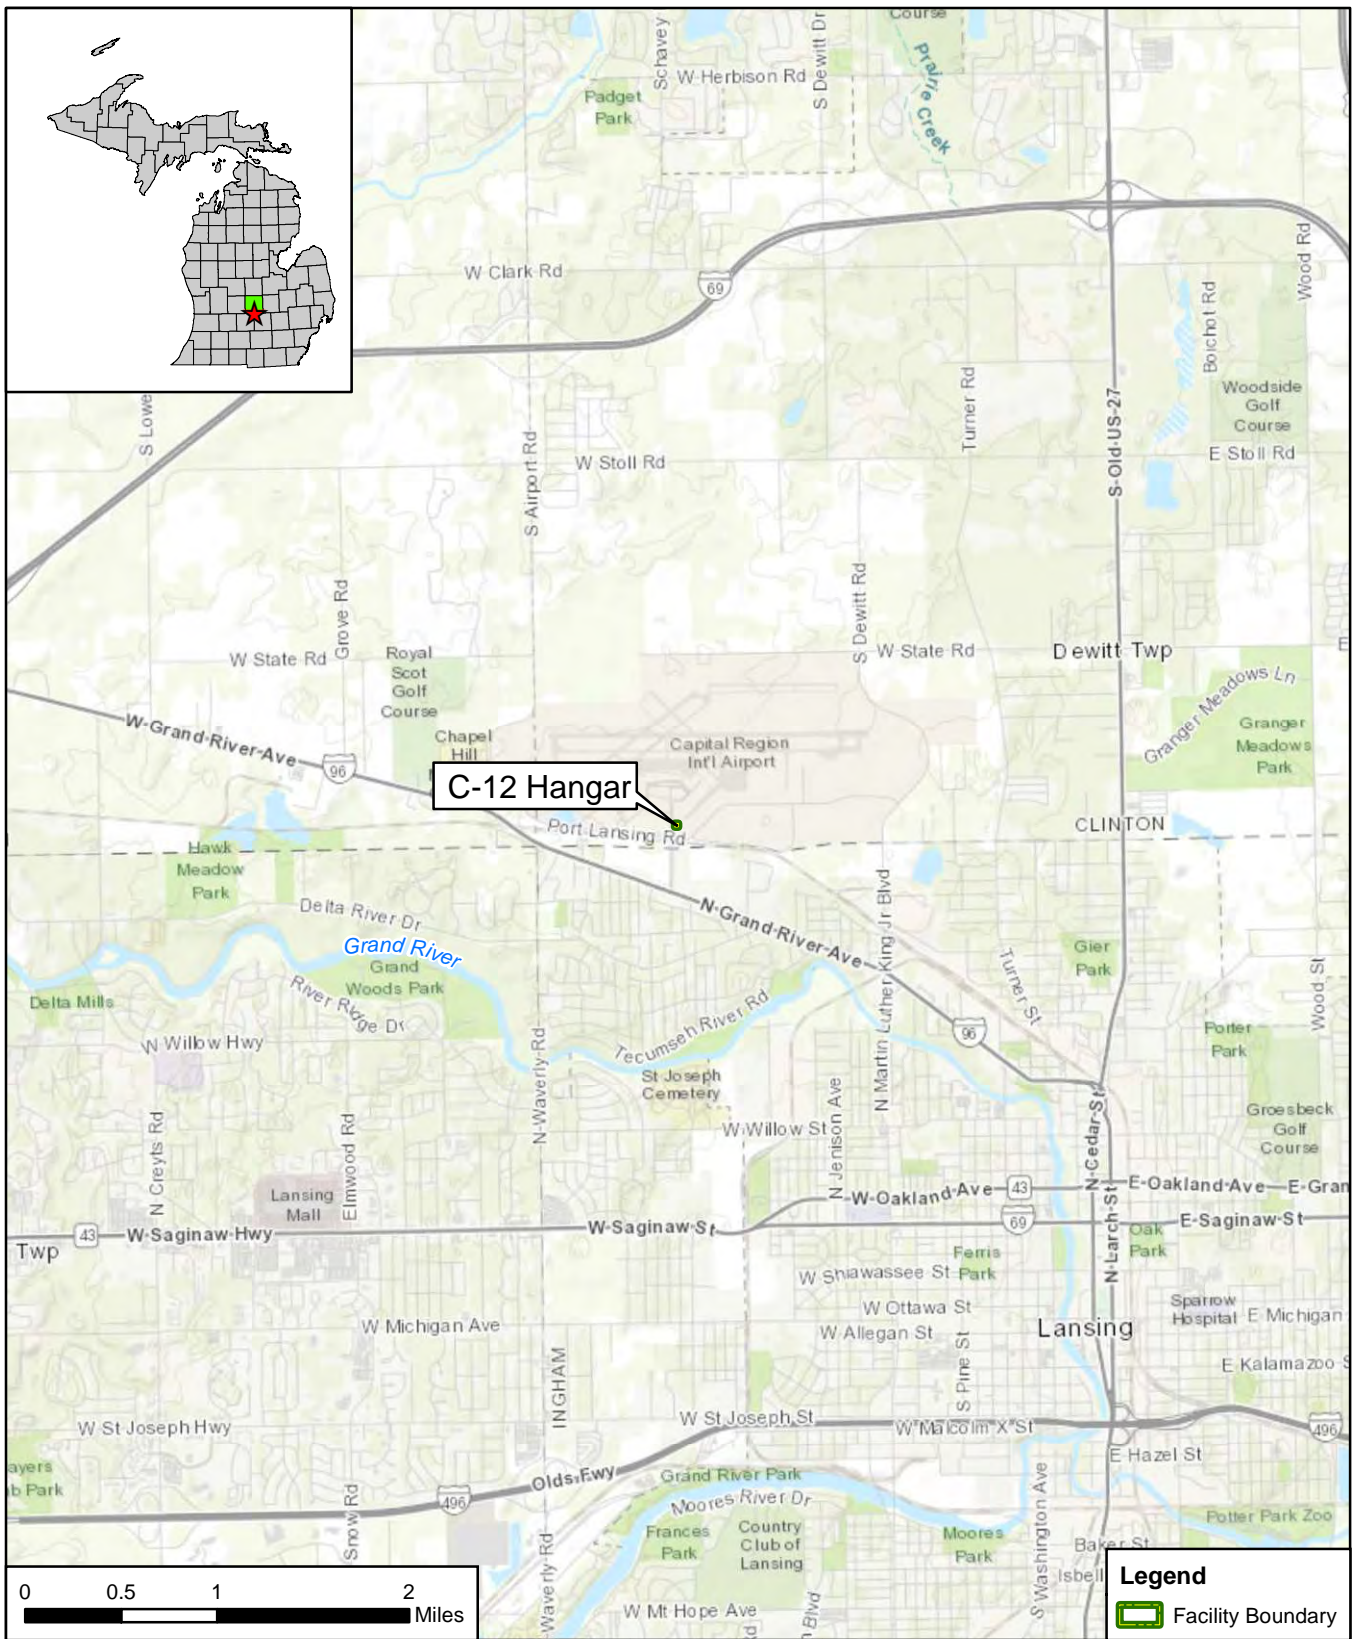 Course
Schavey
W Herbison Rd
S Dewitt Dr
Prairie Creek
Padget
Park
W Clark Rd
69
Wood Rd
Boichot Rd
Turner Rd
S Lowe
S Airport Rd
W Stoll Rd
S Old US-27
Woodside
Golf
Course
E Stoll Rd
Grove Rd
S Dewitt Rd
W State Rd
Royal
Scot
Golf
Course
W State Rd
Dewitt Twp
Granger Meadows Ln
Granger
Meadows
Park
W Grand River Ave
96
Chapel
Hill
Capital Region
Int'l Airport
C-12 Hangar
Port Lansing Rd
CLINTON
Hawk
Meadow
Park
Delta River Dr
Grand River
N Grand River Ave
N Martin Luther King Jr Blvd
Gier
Park
Turner St
Grand
Woods Park
River Ridge Dr
Delta Mills
Wood St
N Willow Hwy
N Waverly Rd
Tecumseh River Rd
96
Porter
Park
St Joseph
Cemetery
N Jenison Ave
N Creyts Rd
Elmwood Rd
W Willow St
N Cedar St
Groesbeck
Golf
Course
Lansing
Mall
W Oakland Ave
43
E Oakland Ave
E Gran
Twp
43
W Saginaw Hwy
W Saginaw St
69
E Saginaw St
N Larch St
Oak
Park
Ferris
Park
W Shiawassee St
W Ottawa St
W Allegan St
S Pine St
Sparrow
Hospital
E Michigan
Lansing
W Michigan Ave
E Kalamazoo S
INGHAM
W St Joseph Hwy
W St Joseph St
W Malcolm X St
496
E Hazel St
ayers
b Park
Olds Fwy
496
Snow Rd
Grand River Park
Moores River Dr
S Washington Ave
Potter Park Zoo
Frances
Park
Country
Club of
Lansing
Moores
Park
Baker St
Isbell
Waverly Rd
W Mt Hope Ave
Rd
n Blvd
0 0.5 1 2
Miles
Legend
Facility Boundary